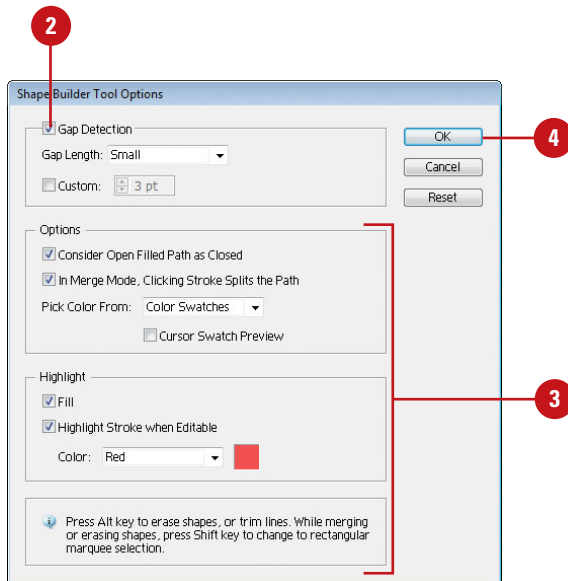 2
Shape Builder Tool Options
Gap Detection
OK
4
Gap Length: Small
Cancel
Custom: 3 pt
Reset
Options
Consider Open Filled Path as Closed
In Merge Mode, Clicking Stroke Splits the Path
Pick Color From: Color Swatches
Cursor Swatch Preview
Highlight
3
Fill
Highlight Stroke when Editable
Color: Red
Press Alt key to erase shapes, or trim lines. While merging
or erasing shapes, press Shift key to change to rectangular
marquee selection.